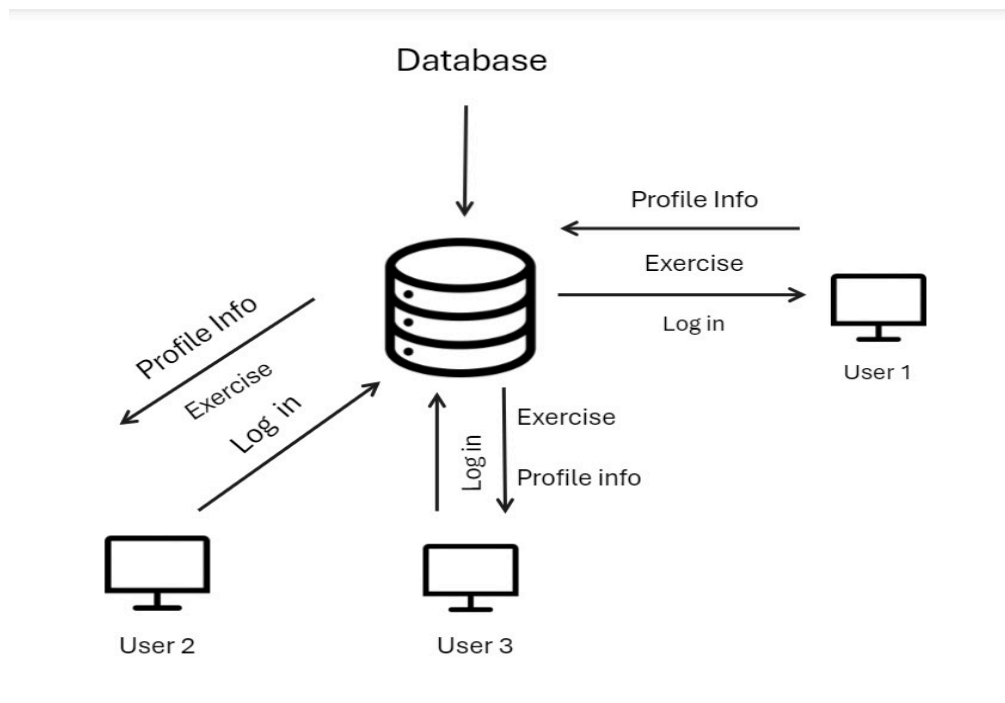 Database
Profile Info
Exercise
Log in
User 1
Profile Info
Exercise
Log in
Exercise
Log in
Profile info
User 2
User 3